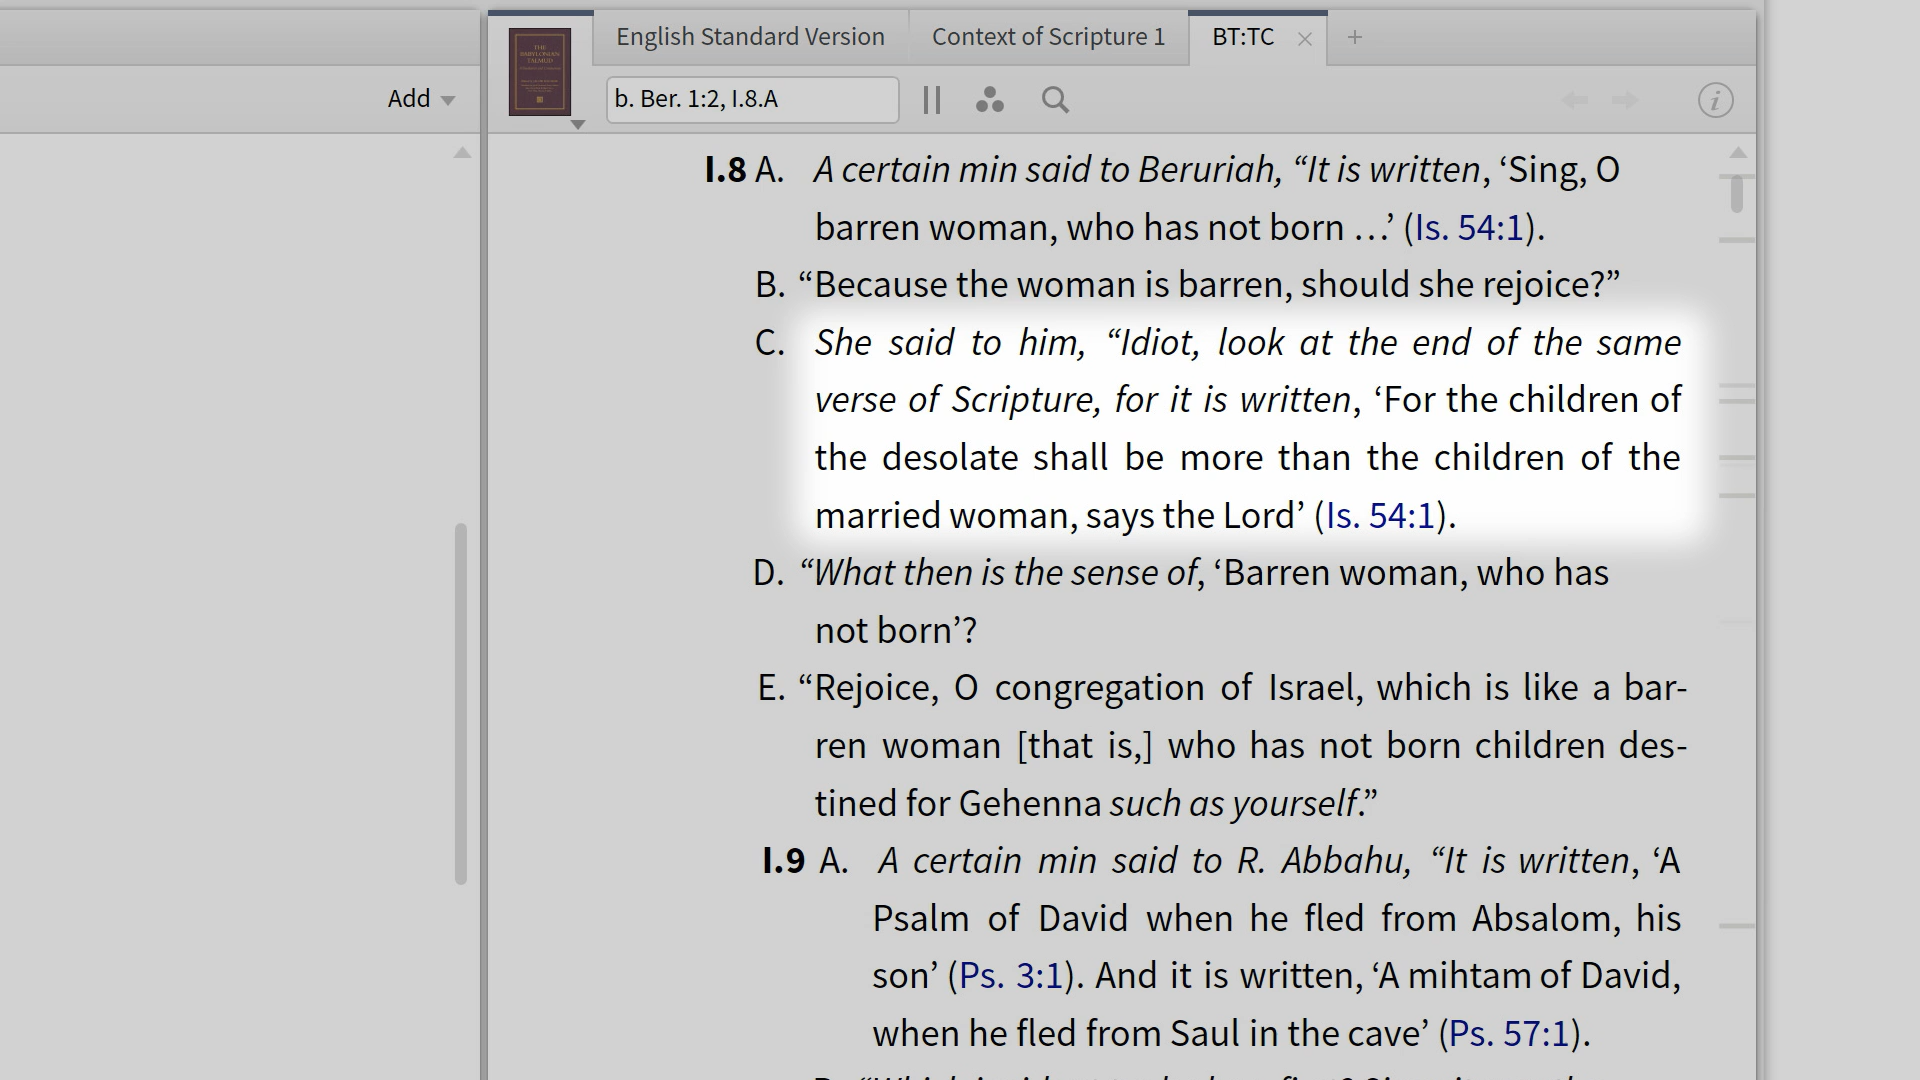 English Standard Version
Context of Scripture 1
BT:TC
Add
THE
BABYLONIAN
TALMUD
b. Ber. 1:2, I.8.A
I.8 A. A certain min said to Beruriah, “It is written, ‘Sing, O
barren woman, who has not born …’ (Is. 54:1).
B. “Because the woman is barren, should she rejoice?”
C. She said to him, “Idiot, look at the end of the same
verse of Scripture, for it is written, ‘For the children of
the desolate shall be more than the children of the
married woman, says the Lord’ (Is. 54:1).
D. “What then is the sense of, ‘Barren woman, who has
not born’?
E. “Rejoice, O congregation of Israel, which is like a bar-
ren woman [that is,] who has not born children des-
tined for Gehenna such as yourself.”
I.9 A. A certain min said to R. Abbahu, “It is written, ‘A
Psalm of David when he fled from Absalom, his
son’ (Ps. 3:1). And it is written, ‘A mihtam of David,
when he fled from Saul in the cave’ (Ps. 57:1).